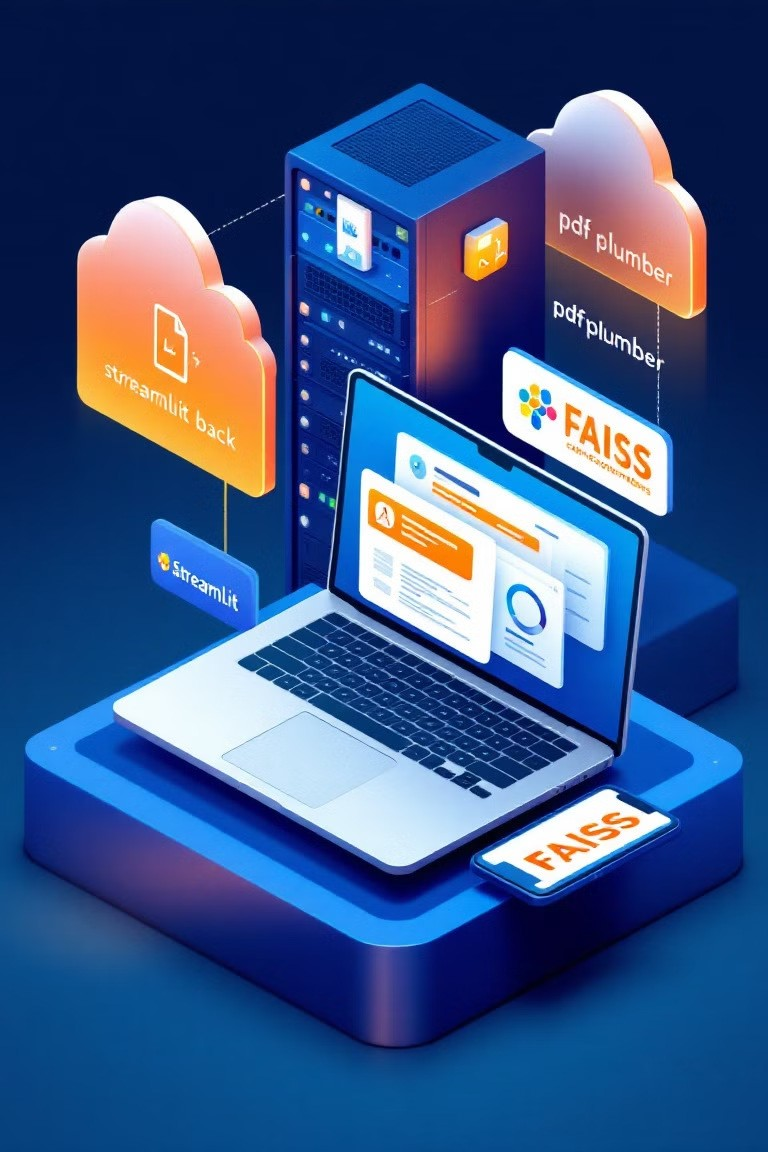 pdf plumber
pdfplumber
streamlit back
FAISS
Streamlit
FAISS